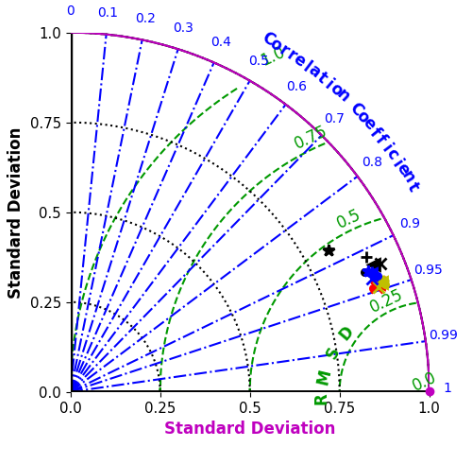 0 0.1 0.2 0.3 0.4 0.5 0.6 0.7 0.8 0.9 0.95 0.99 1
Correlation Coefficient
1.0 0.75 0.5 0.25 0.0
RMSD
Standard Deviation
1.0
0.75
0.5
0.25
0.0
0.0 0.25 0.5 0.75 1.0
Standard Deviation